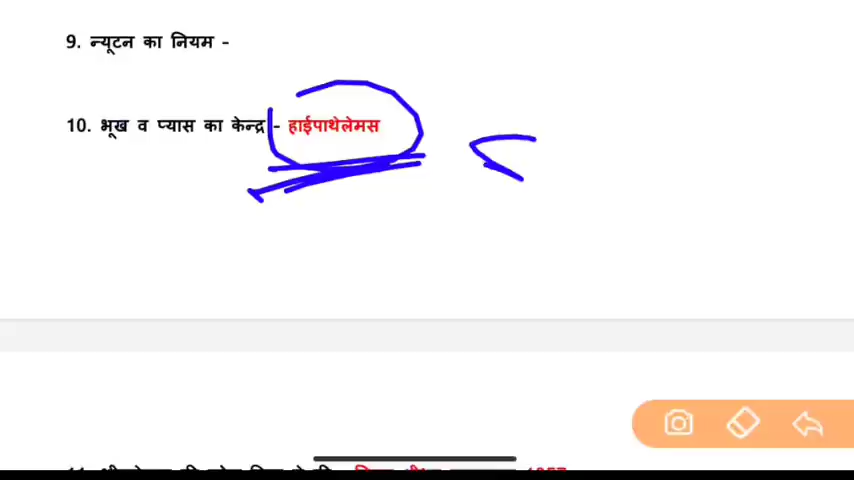 9. न्यूटन का नियम -
10. भूख व प्यास का केन्द्र - हाईपाथेलेमस